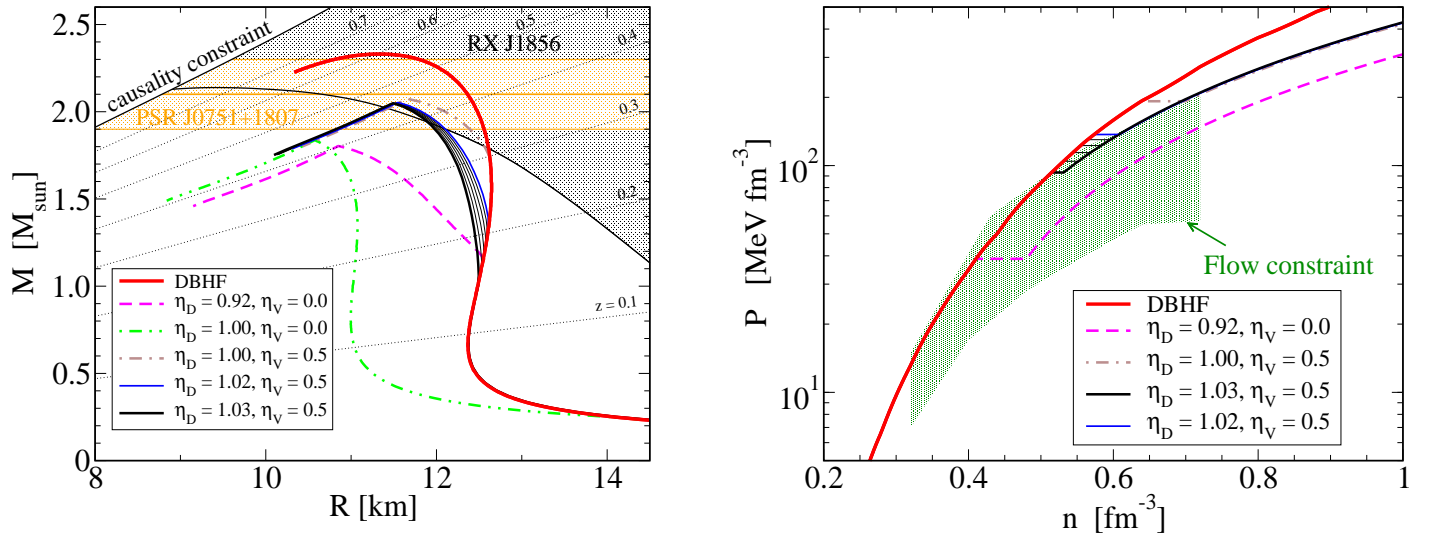 2.5
2.0
1.5
1.0
0.5
0
M [M_sun]
8
10
12
14
R [km]
causality constraint
RX J1856
PSR J0751+1807
0.7
0.6
0.5
0.4
0.3
0.2
z = 0.1
DBHF
η_D = 0.92, η_V = 0.0
η_D = 1.00, η_V = 0.0
η_D = 1.00, η_V = 0.5
η_D = 1.02, η_V = 0.5
η_D = 1.03, η_V = 0.5
10^2
10^1
P [MeV fm^-3]
0.2
0.4
0.6
0.8
1
n [fm^-3]
Flow constraint
DBHF
η_D = 0.92, η_V = 0.0
η_D = 1.00, η_V = 0.5
η_D = 1.03, η_V = 0.5
η_D = 1.02, η_V = 0.5